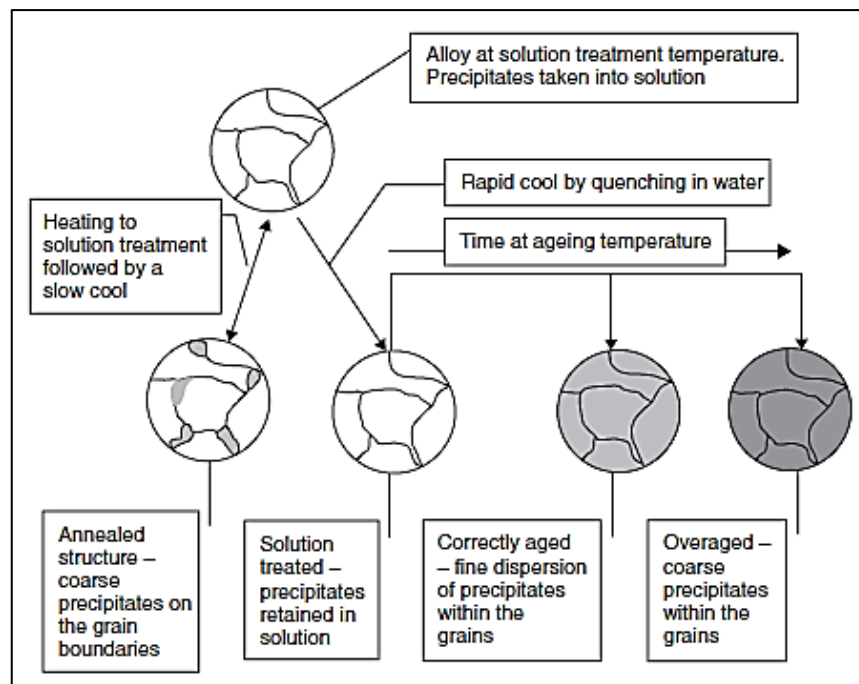 Alloy at solution treatment temperature.
Precipitates taken into solution
Rapid cool by quenching in water
Heating to
solution treatment
followed by a
slow cool
Time at ageing temperature
Annealed
structure –
coarse
precipitates on
the grain
boundaries
Solution
treated –
precipitates
retained in
solution
Correctly aged
– fine dispersion
of precipitates
within the
grains
Overaged –
coarse
precipitates
within the
grains